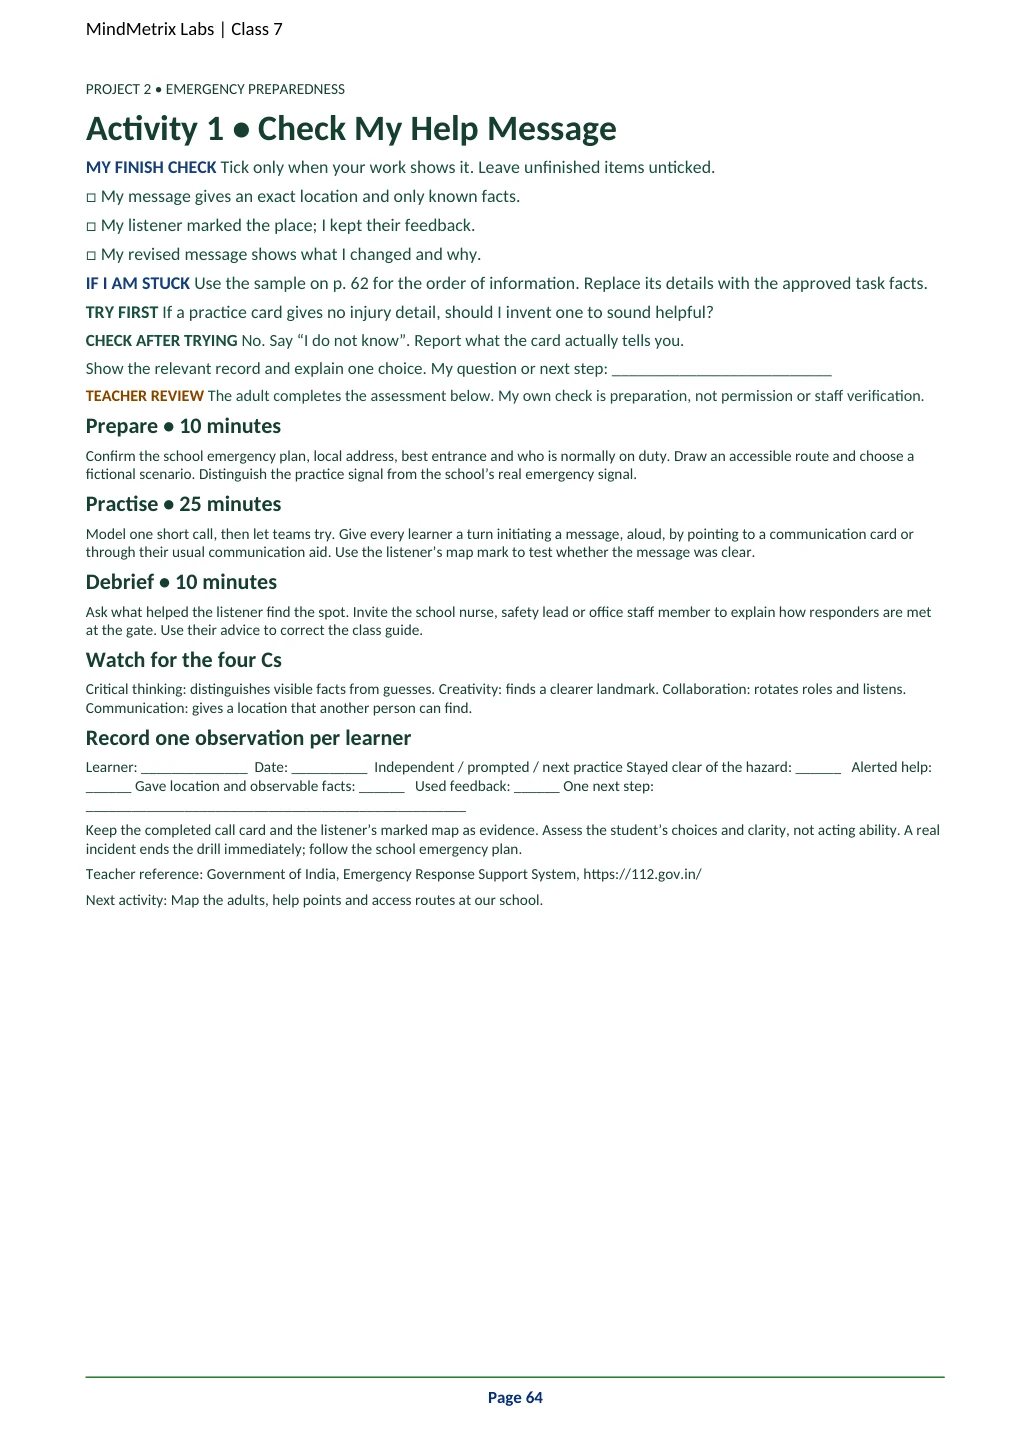 MindMetrix Labs | Class 7
PROJECT 2 • EMERGENCY PREPAREDNESS
Activity 1 • Check My Help Message
MY FINISH CHECK Tick only when your work shows it. Leave unfinished items unticked.
□ My message gives an exact location and only known facts.
□ My listener marked the place; I kept their feedback.
□ My revised message shows what I changed and why.
IF I AM STUCK Use the sample on p. 62 for the order of information. Replace its details with the approved task facts.
TRY FIRST If a practice card gives no injury detail, should I invent one to sound helpful?
CHECK AFTER TRYING No. Say “I do not know”. Report what the card actually tells you.
Show the relevant record and explain one choice. My question or next step: __________________________
TEACHER REVIEW The adult completes the assessment below. My own check is preparation, not permission or staff verification.
Prepare • 10 minutes
Confirm the school emergency plan, local address, best entrance and who is normally on duty. Draw an accessible route and choose a
fictional scenario. Distinguish the practice signal from the school’s real emergency signal.
Practise • 25 minutes
Model one short call, then let teams try. Give every learner a turn initiating a message, aloud, by pointing to a communication card or
through their usual communication aid. Use the listener’s map mark to test whether the message was clear.
Debrief • 10 minutes
Ask what helped the listener find the spot. Invite the school nurse, safety lead or office staff member to explain how responders are met
at the gate. Use their advice to correct the class guide.
Watch for the four Cs
Critical thinking: distinguishes visible facts from guesses. Creativity: finds a clearer landmark. Collaboration: rotates roles and listens.
Communication: gives a location that another person can find.
Record one observation per learner
Learner: ______________ Date: __________ Independent / prompted / next practice Stayed clear of the hazard: ______ Alerted help:
______ Gave location and observable facts: ______ Used feedback: ______ One next step:
__________________________________________________
Keep the completed call card and the listener’s marked map as evidence. Assess the student’s choices and clarity, not acting ability. A real
incident ends the drill immediately; follow the school emergency plan.
Teacher reference: Government of India, Emergency Response Support System, https://112.gov.in/
Next activity: Map the adults, help points and access routes at our school.
Page 64